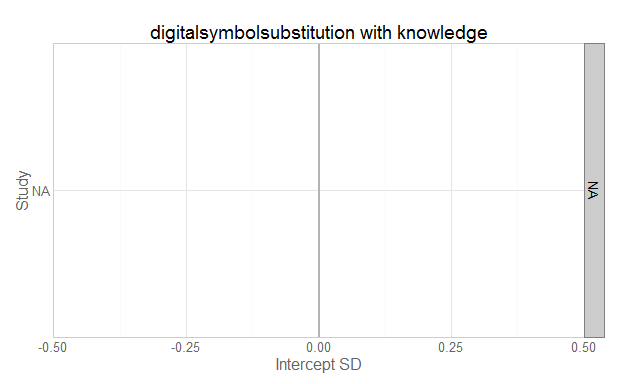 digitalsymbolsubstitution with knowledge
Study
NA
NA
-0.50 -0.25 0.00 0.25 0.50
Intercept SD